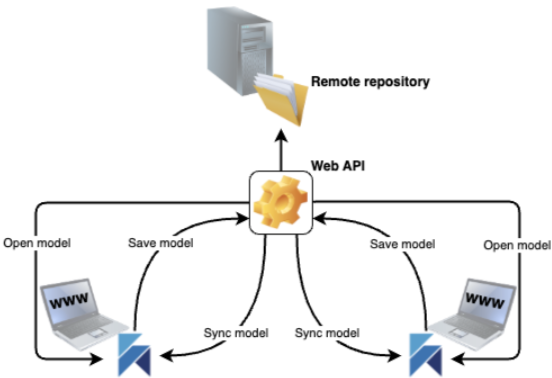 Remote repository
Web API
Open model
Save model
Save model
Open model
www
www
Sync model
Sync model